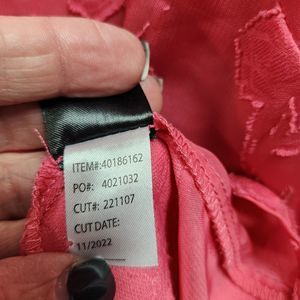 ITEM#:40186162
PO#: 4021032
CUT#: 221107
CUT DATE:
11/2022